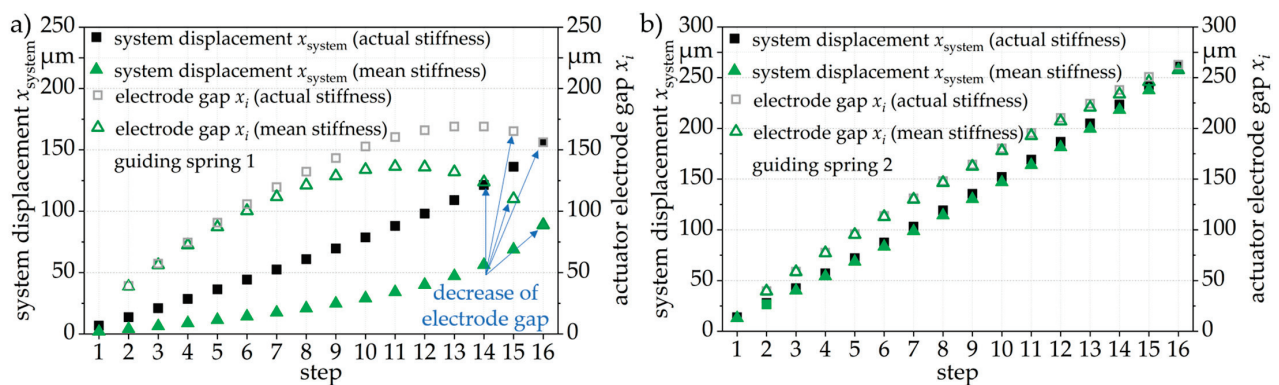 a)
250
200
μm
150
100
50
0
system displacement x_system
system displacement x_system (actual stiffness)
system displacement x_system (mean stiffness)
electrode gap x_i (actual stiffness)
electrode gap x_i (mean stiffness)
guiding spring 1
decrease of
electrode gap
250
200
μm
150
100
50
0
actuator electrode gap x_i
1 2 3 4 5 6 7 8 9 10 11 12 13 14 15 16
step
b)
300
μm
250
200
150
100
50
0
system displacement x_system
system displacement x_system (actual stiffness)
system displacement x_system (mean stiffness)
electrode gap x_i (actual stiffness)
electrode gap x_i (mean stiffness)
guiding spring 2
300
μm
250
200
150
100
50
0
actuator electrode gap x_i
1 2 3 4 5 6 7 8 9 10 11 12 13 14 15 16
step